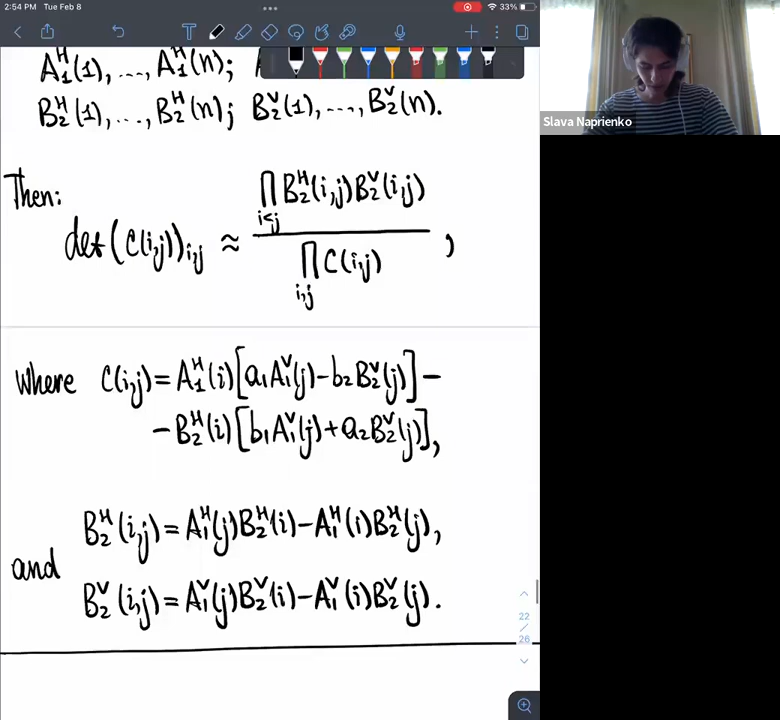 2:54 PM Tue Feb 8
33%
A₁ᴴ(1),...,A₁ᴴ(n);
B₂ᴴ(1),...,B₂ᴴ(n); B₂ⱽ(1),...,B₂ⱽ(n).
Slava Naprienko
Then:
det(C(i,j))ᵢ,ⱼ ≈ ∏_{i<j} B₂ᴴ(i,j)B₂ⱽ(i,j) / ∏_{i,j} C(i,j) ,
where C(i,j)=A₁ᴴ(i)[a₁A₁ⱽ(j)-b₂B₂ⱽ(j)]-
-B₂ᴴ(i)[b₁A₁ⱽ(j)+a₂B₂ⱽ(j)],
B₂ᴴ(i,j)=A₁ᴴ(j)B₂ᴴ(i)-A₁ᴴ(i)B₂ᴴ(j),
and
B₂ⱽ(i,j)=A₁ⱽ(j)B₂ⱽ(i)-A₁ⱽ(i)B₂ⱽ(j).
22
/
26